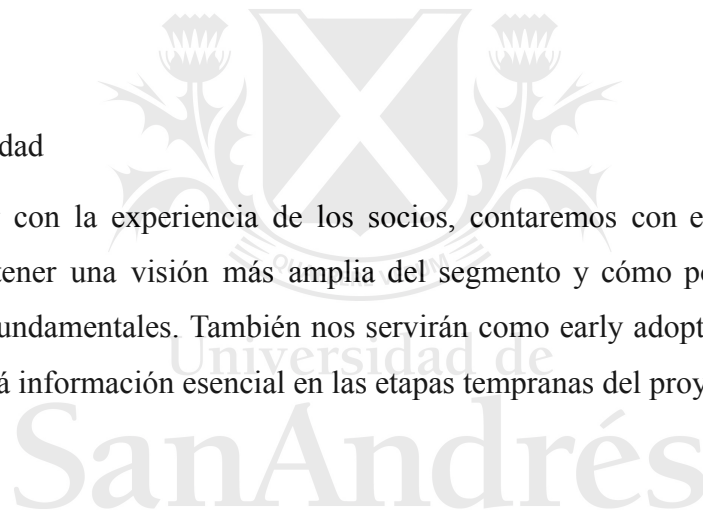 dad
con la experiencia de los socios, contaremos con e
tener una visión más amplia del segmento y cómo p
undamentales. También nos servirán como early adopt
á información esencial en las etapas tempranas del proy
Universidad de
SanAndrés